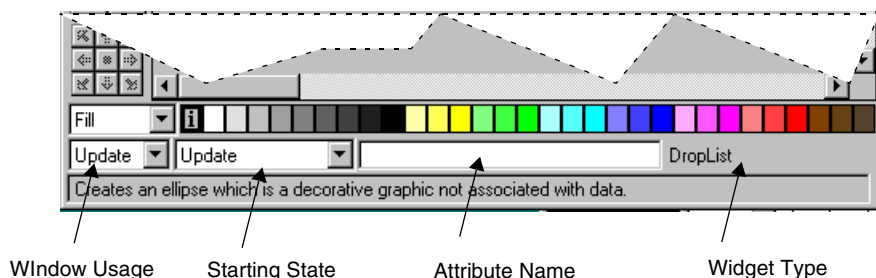 Fill i
Update Update DropList
Creates an ellipse which is a decorative graphic not associated with data.
WIndow Usage Starting State Attribute Name Widget Type